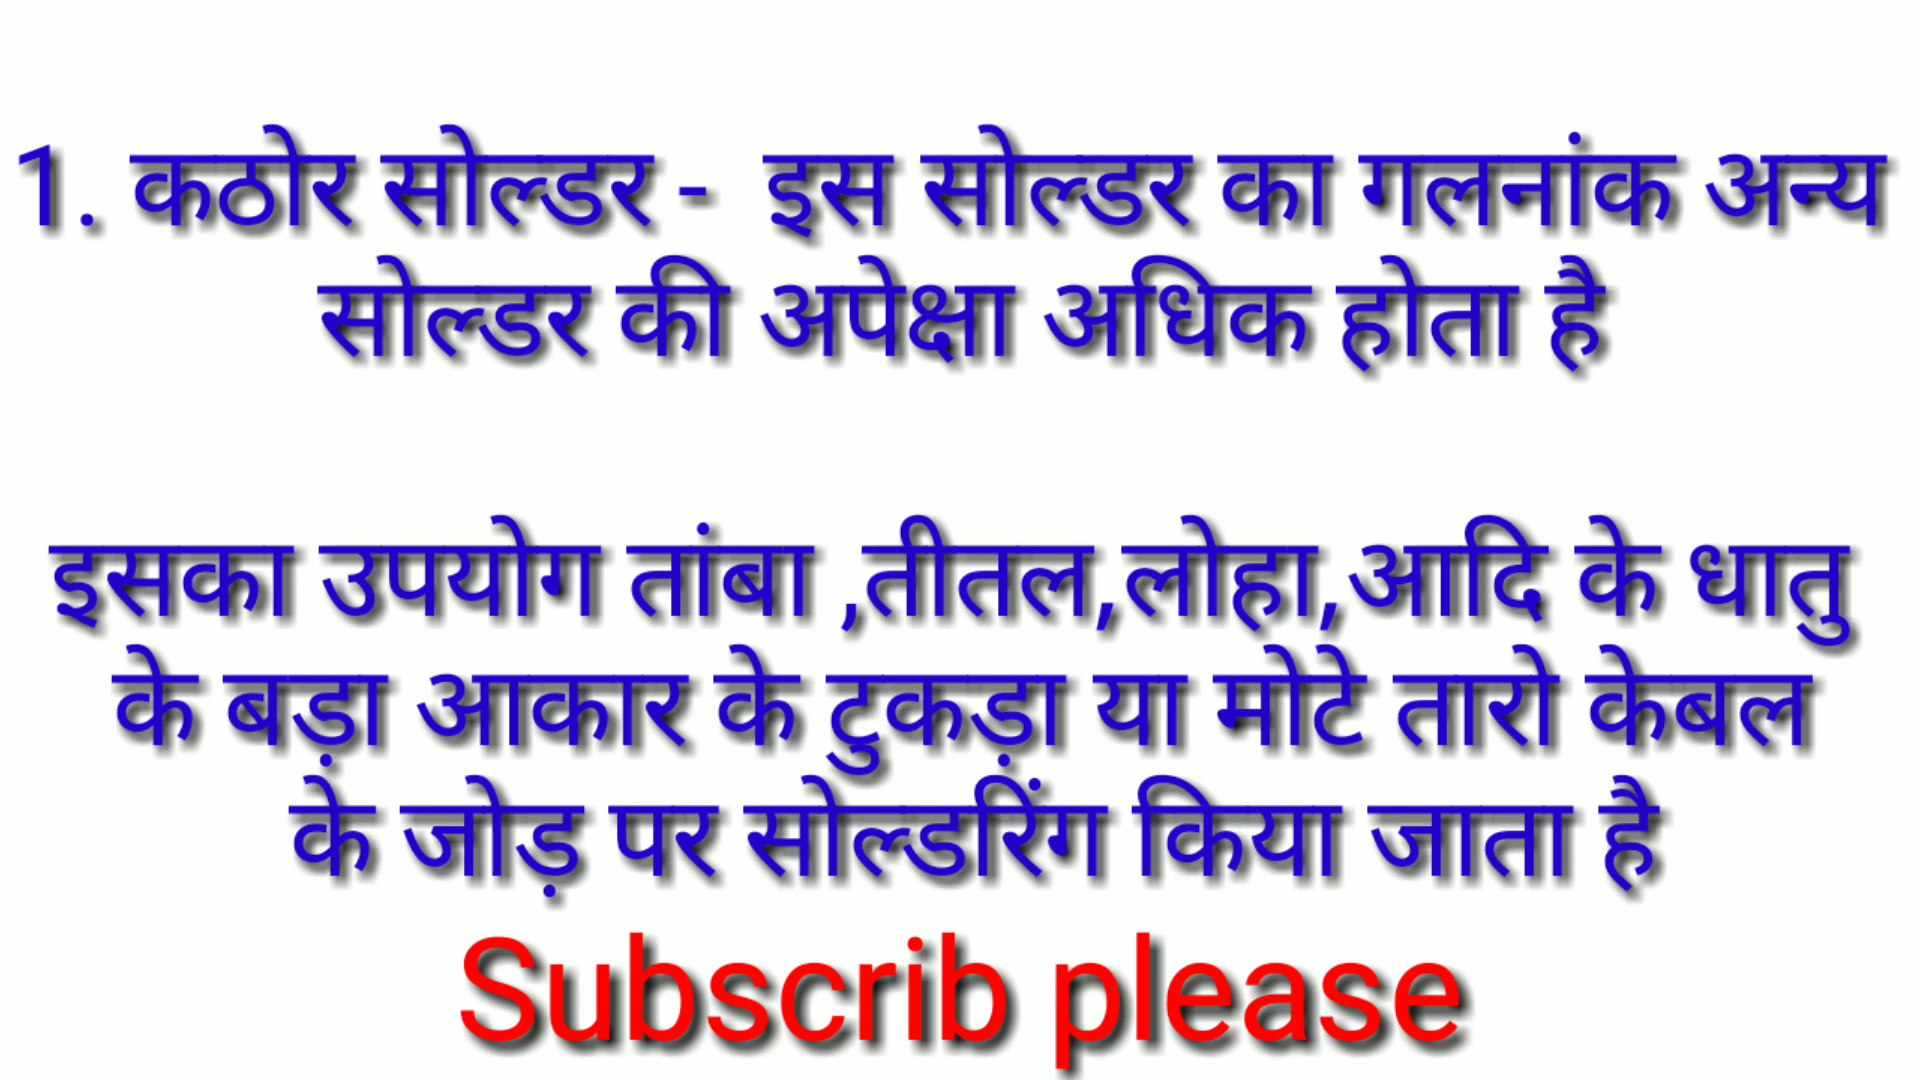 1. कठोर सोल्डर -  इस सोल्डर का गलनांक अन्य
सोल्डर की अपेक्षा अधिक होता है
इसका उपयोग तांबा ,तीतल,लोहा,आदि के धातु
के बड़ा आकार के टुकड़ा या मोटे तारो केबल
के जोड़ पर सोल्डरिंग किया जाता है
Subscrib please